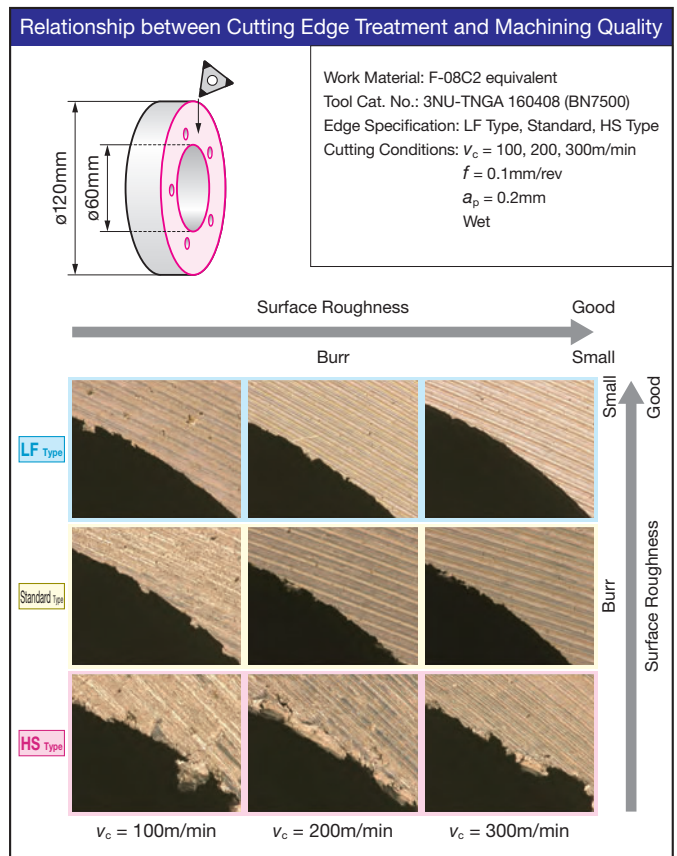 Relationship between Cutting Edge Treatment and Machining Quality
ø120mm
ø60mm
Work Material: F-08C2 equivalent
Tool Cat. No.: 3NU-TNGA 160408 (BN7500)
Edge Specification: LF Type, Standard, HS Type
Cutting Conditions: vc = 100, 200, 300m/min
f = 0.1mm/rev
ap = 0.2mm
Wet
Surface Roughness Good
Burr Small
LF Type
Standard Type
HS Type
Small
Burr
Good
Surface Roughness
vc = 100m/min
vc = 200m/min
vc = 300m/min